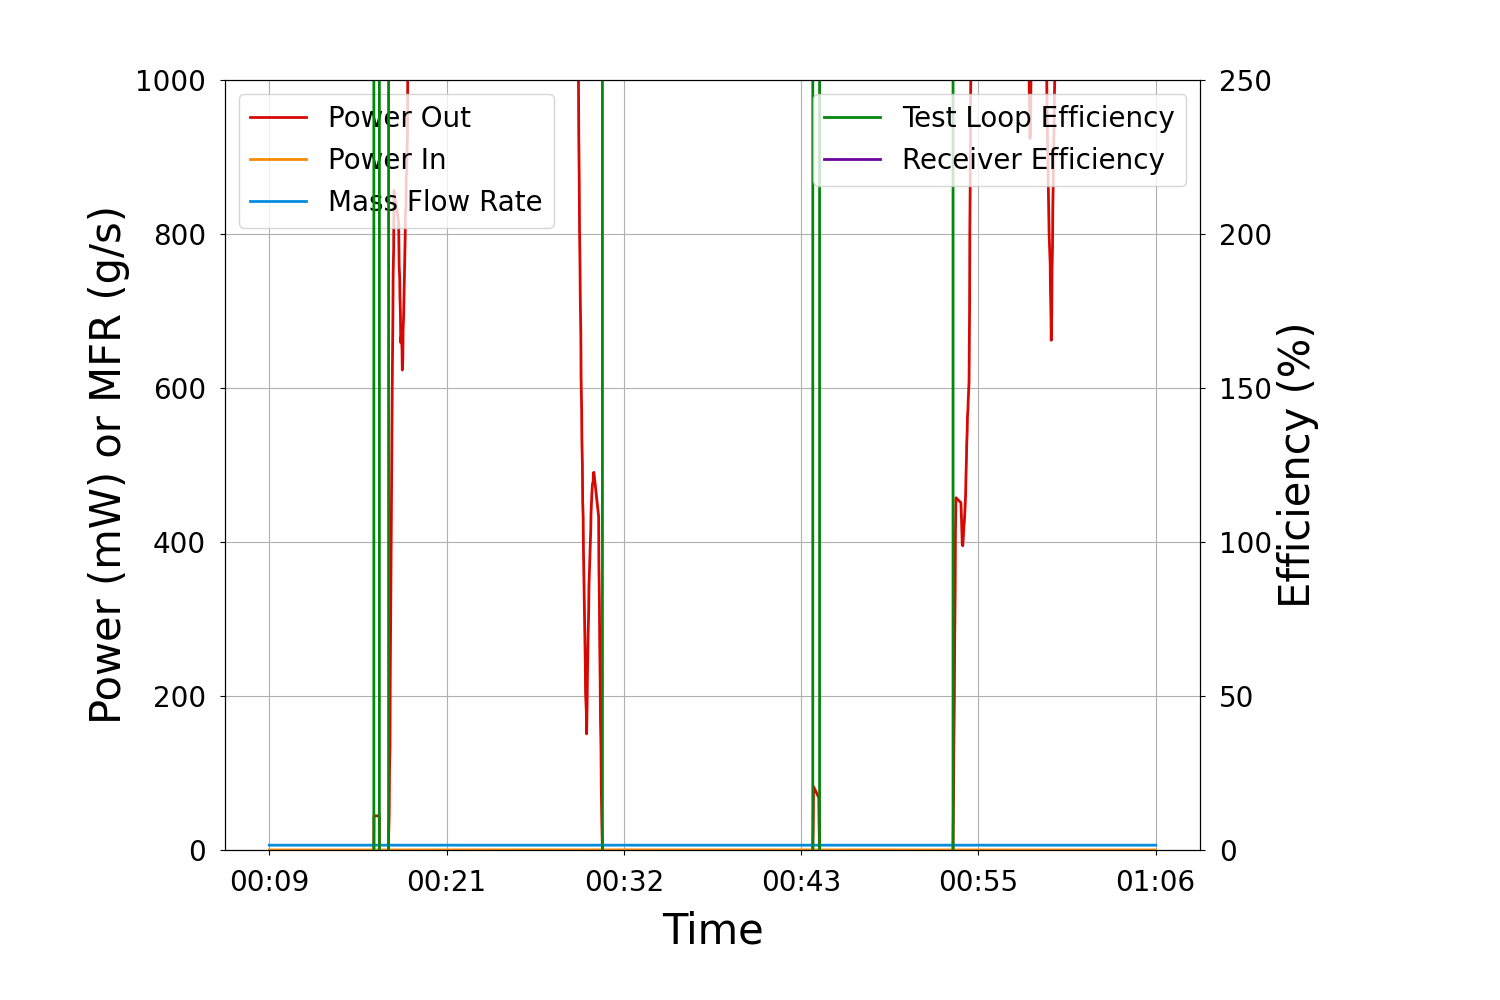 1000
800
600
400
200
0
Power (mW) or MFR (g/s)
Power Out
Power In
Mass Flow Rate
Test Loop Efficiency
Receiver Efficiency
250
200
150
100
50
0
Efficiency (%)
00:09 00:21 00:32 00:43 00:55 01:06
Time